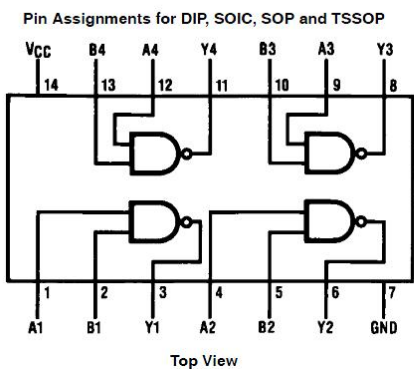 Pin Assignments for DIP, SOIC, SOP and TSSOP
VCC B4 A4 Y4 B3 A3 Y3
14 13 12 11 10 9 8
1 2 3 4 5 6 7
A1 B1 Y1 A2 B2 Y2 GND
Top View